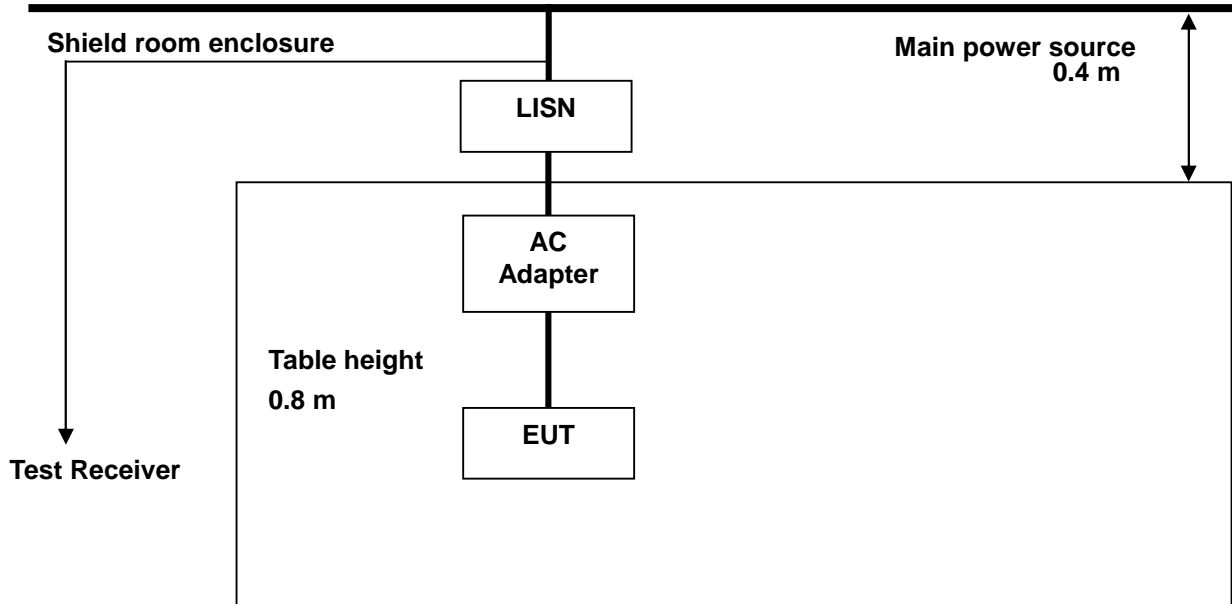 Shield room enclosure
Main power source
0.4 m
LISN
AC
Adapter
Table height
0.8 m
EUT
Test Receiver